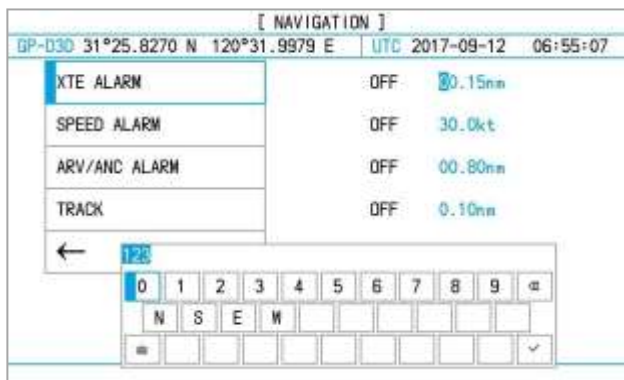 [ NAVIGATION ]
GP-D3D 31°25.8270 N 120°31.9979 E UTC 2017-09-12 06:55:07
XTE ALARM OFF 00.15nm
SPEED ALARM OFF 30.0kt
ARV/ANC ALARM OFF 00.80nm
TRACK OFF 0.10nm
←
123
0 1 2 3 4 5 6 7 8 9
N S E W